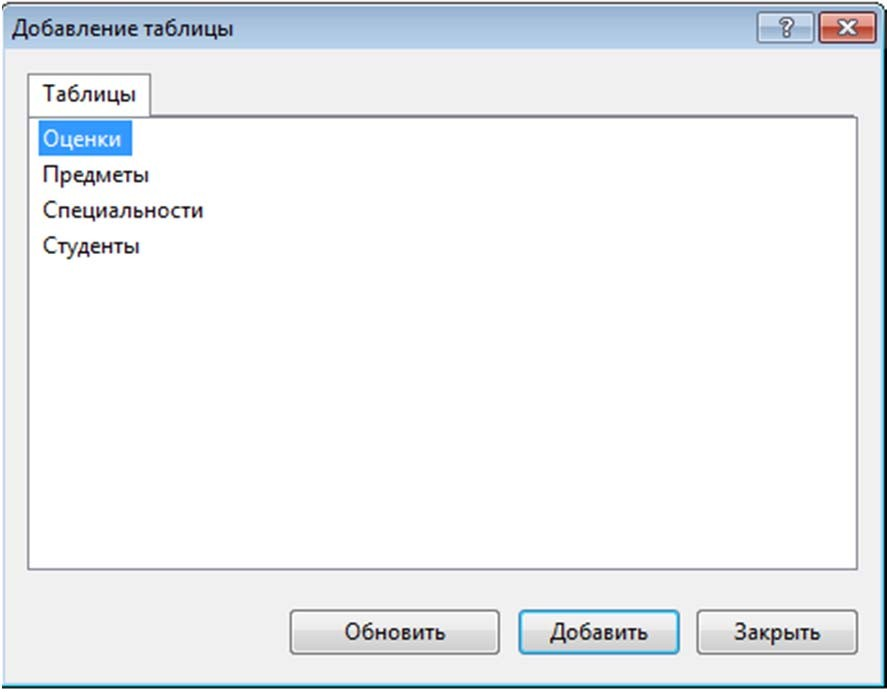 Добавление таблицы
Таблицы
Оценки
Предметы
Специальности
Студенты
Обновить Добавить Закрыть